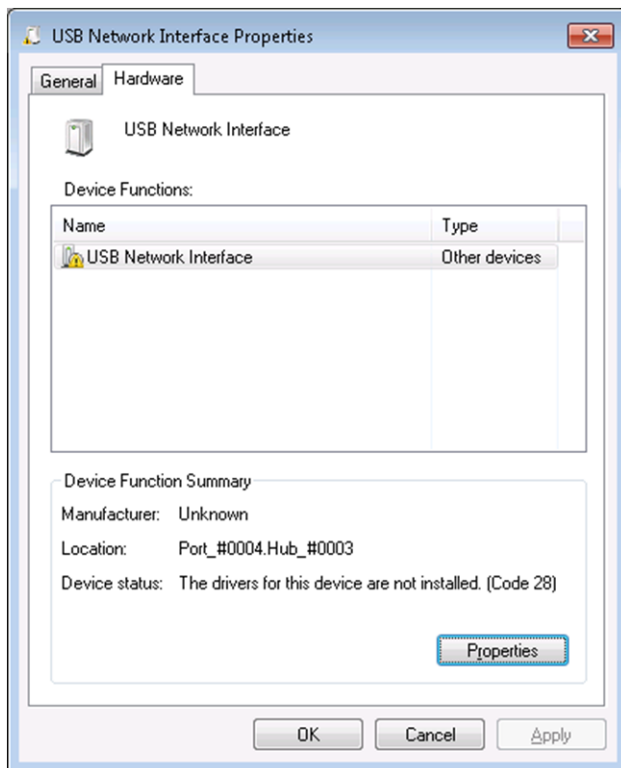 USB Network Interface Properties
General Hardware
USB Network Interface
Device Functions:
Name Type
USB Network Interface Other devices
Device Function Summary
Manufacturer: Unknown
Location: Port_#0004.Hub_#0003
Device status: The drivers for this device are not installed. (Code 28)
Properties
OK Cancel Apply